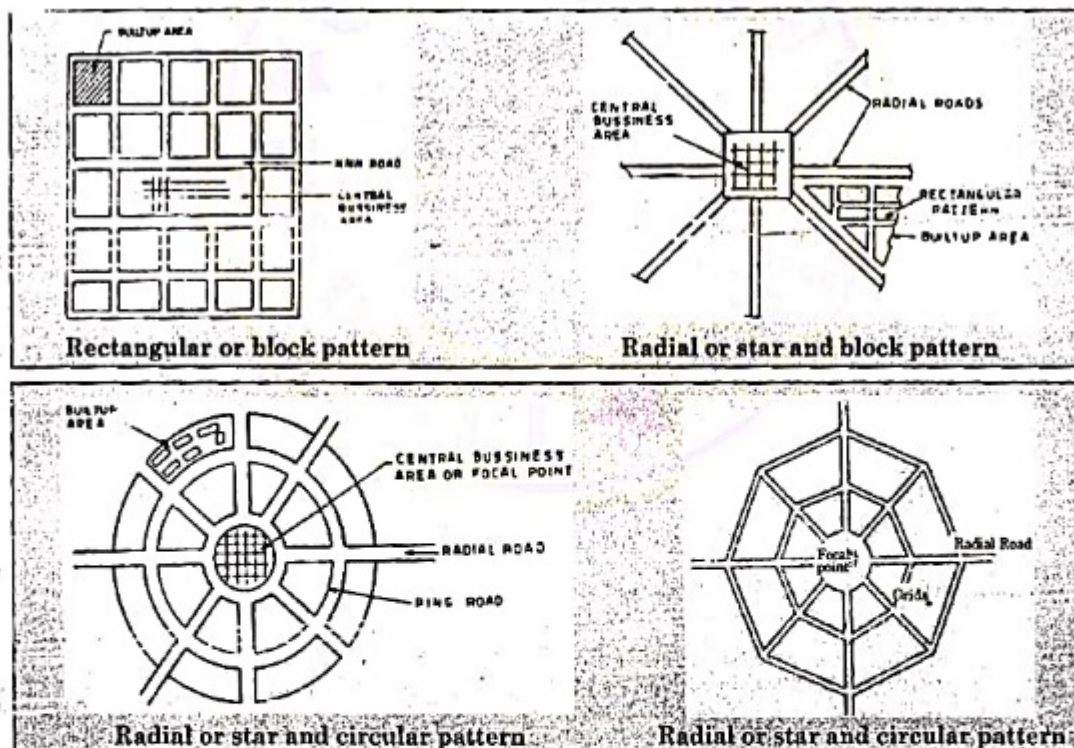 BUILTUP AREA
MAIN ROAD
CENTRAL
BUSSINESS
AREA
Rectangular or block pattern
CENTRAL
BUSSINESS
AREA
RADIAL ROADS
RECTANGULAR
PATTERN
BUILTUP AREA
Radial or star and block pattern
BUILTUP
AREA
CENTRAL BUSSINESS
AREA OR FOCAL POINT
RADIAL ROAD
RING ROAD
Radial or star and circular pattern
Focal
point
Radial Road
Grids
Radial or star and circular pattern